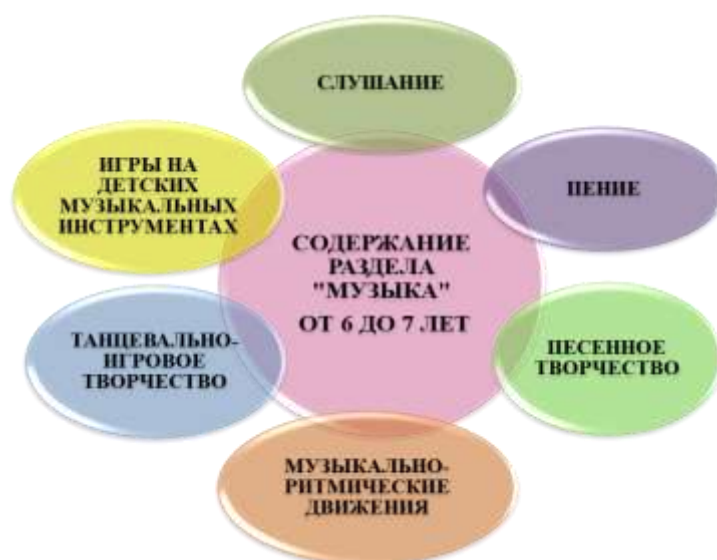 СЛУШАНИЕ
ПЕНИЕ
ПЕСЕННОЕ
ТВОРЧЕСТВО
МУЗЫКАЛЬНО-
РИТМИЧЕСКИЕ
ДВИЖЕНИЯ
ТАНЦЕВАЛЬНО-
ИГРОВОЕ
ТВОРЧЕСТВО
ИГРЫ НА
ДЕТСКИХ
МУЗЫКАЛЬНЫХ
ИНСТРУМЕНТАХ
СОДЕРЖАНИЕ
РАЗДЕЛА
"МУЗЫКА"
ОТ 6 ДО 7 ЛЕТ